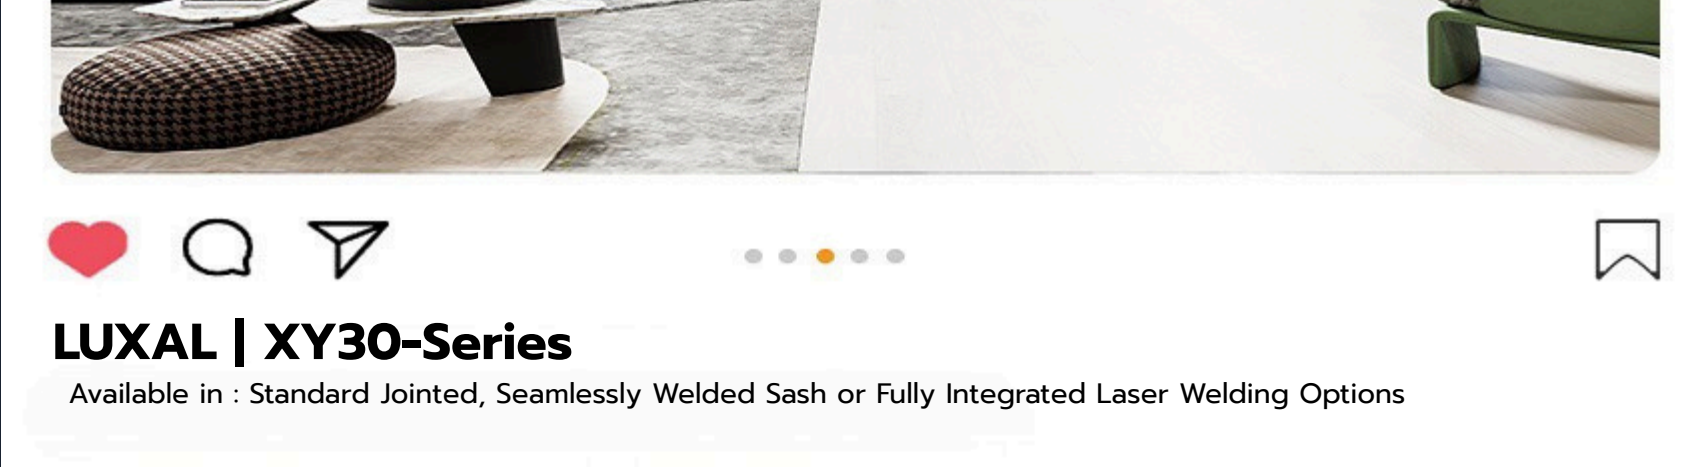 LUXAL | XY30-Series
Available in : Standard Jointed, Seamlessly Welded Sash or Fully Integrated Laser Welding Options